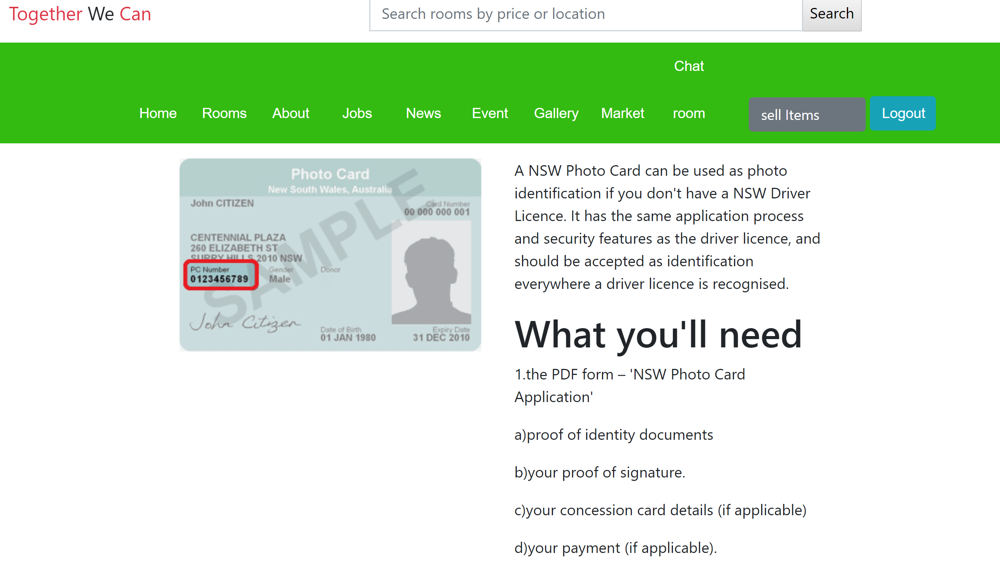 Together We Can
Search rooms by price or location
Search
Chat
Home Rooms About Jobs News Event Gallery Market room
sell Items
Logout
Photo Card
New South Wales, Australia
John CITIZEN
Card Number
00 000 000 001
CENTENNIAL PLAZA
260 ELIZABETH ST
SURRY HILLS 2010 NSW
PC Number
0123456789
Gender
Male
Donor
SAMPLE
John Citizen
Date of Birth
01 JAN 1980
Expiry Date
31 DEC 2010
A NSW Photo Card can be used as photo
identification if you don't have a NSW Driver
Licence. It has the same application process
and security features as the driver licence, and
should be accepted as identification
everywhere a driver licence is recognised.
What you'll need
1.the PDF form – 'NSW Photo Card
Application'
a)proof of identity documents
b)your proof of signature.
c)your concession card details (if applicable)
d)your payment (if applicable).